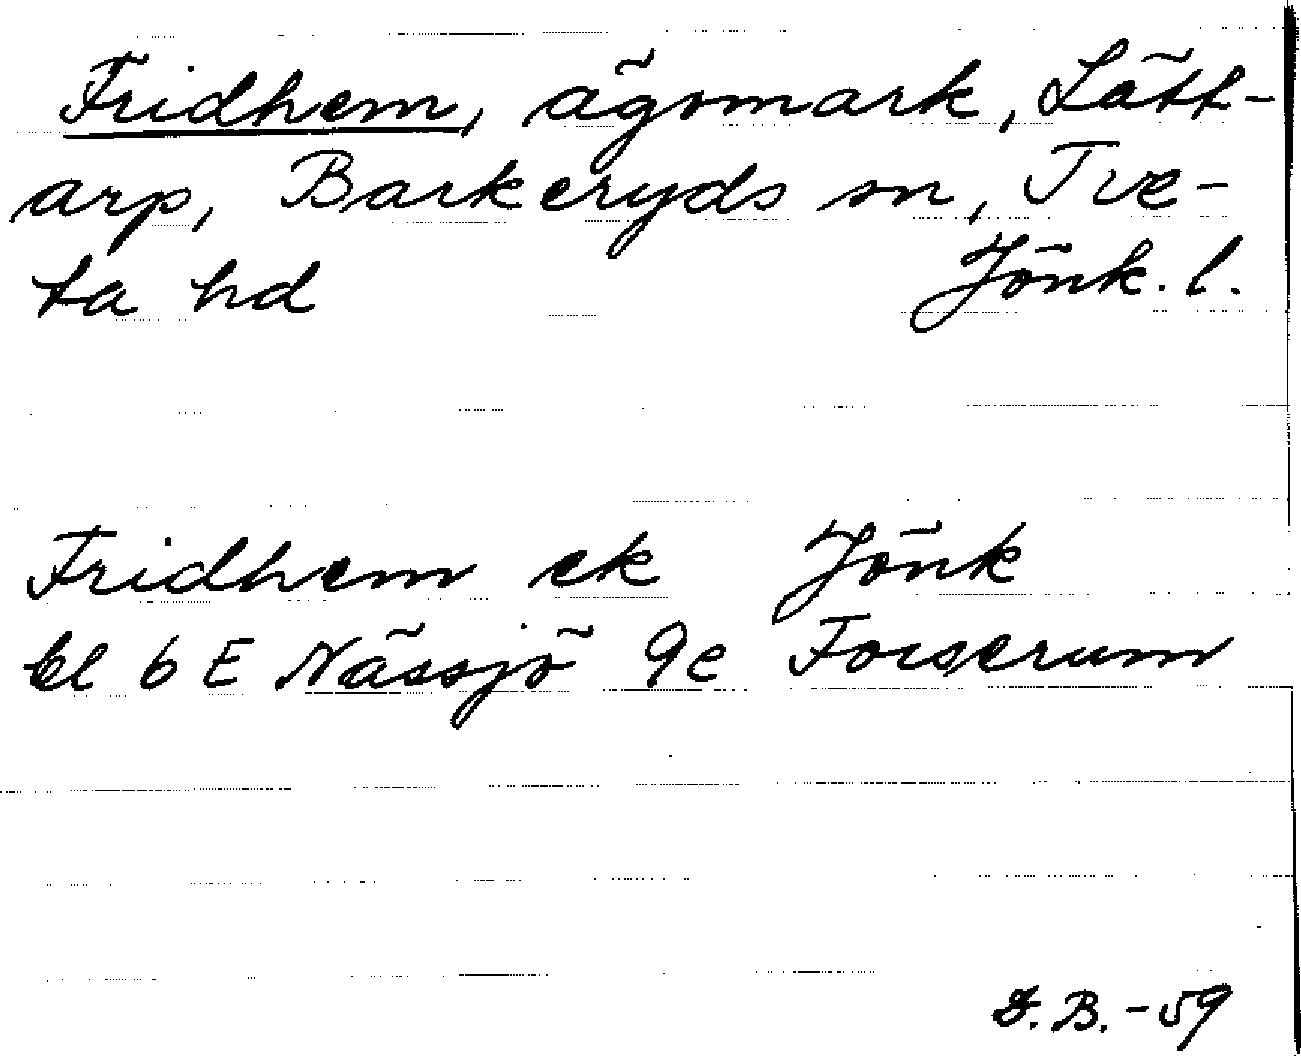 Fridhem, ägomark, Lätt-
arp, Barkeryds sn, Tve-
ta hd Jönk. l.
Fridhem ek Jönk
bl 6 E Nässjö 9e Forserum
B. -59